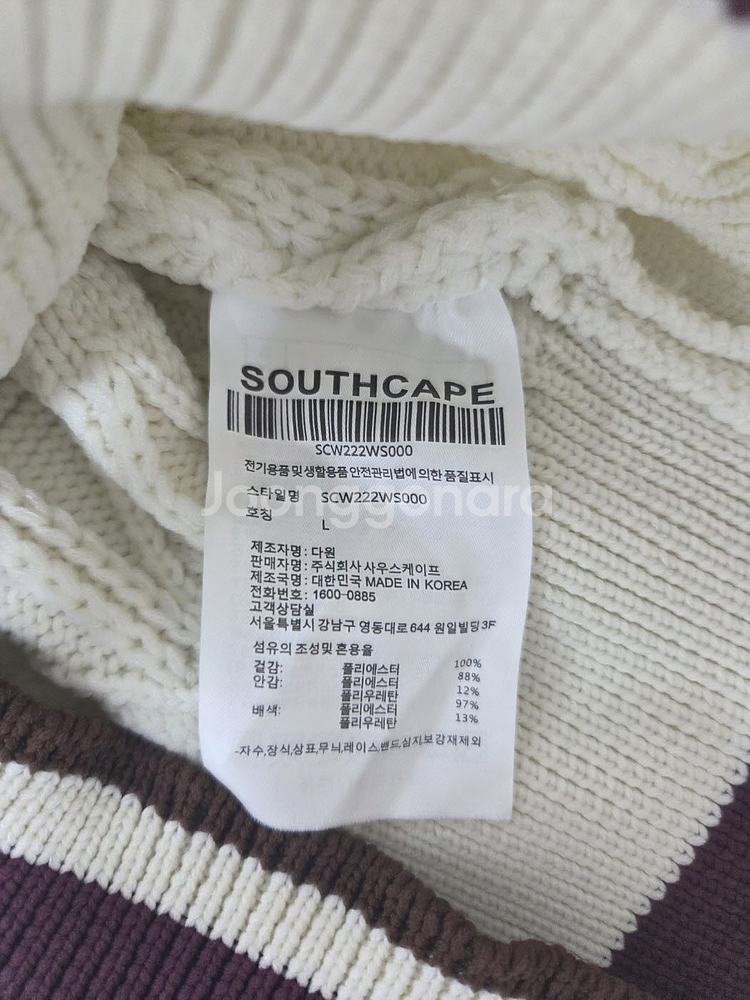 SOUTHCAPE
SCW222WS000
전기용품 및 생활용품 안전관리법에 의한 품질표시
스타일명 SCW222WS000
호칭 L
Joonggonara
제조자명 : 다원
판매자명 : 주식회사 사우스케이프
제조국명 : 대한민국 MADE IN KOREA
전화번호 : 1600-0885
고객상담실
서울특별시 강남구 영동대로 644 원일빌딩 3F
섬유의 조성 및 혼용율
겉감: 폴리에스터 100%
안감: 폴리에스터 88%
폴리우레탄 12%
배색: 폴리에스터 97%
폴리우레탄 13%
-자수,장식,상표,무늬,레이스,밴드,심지,보강재제외